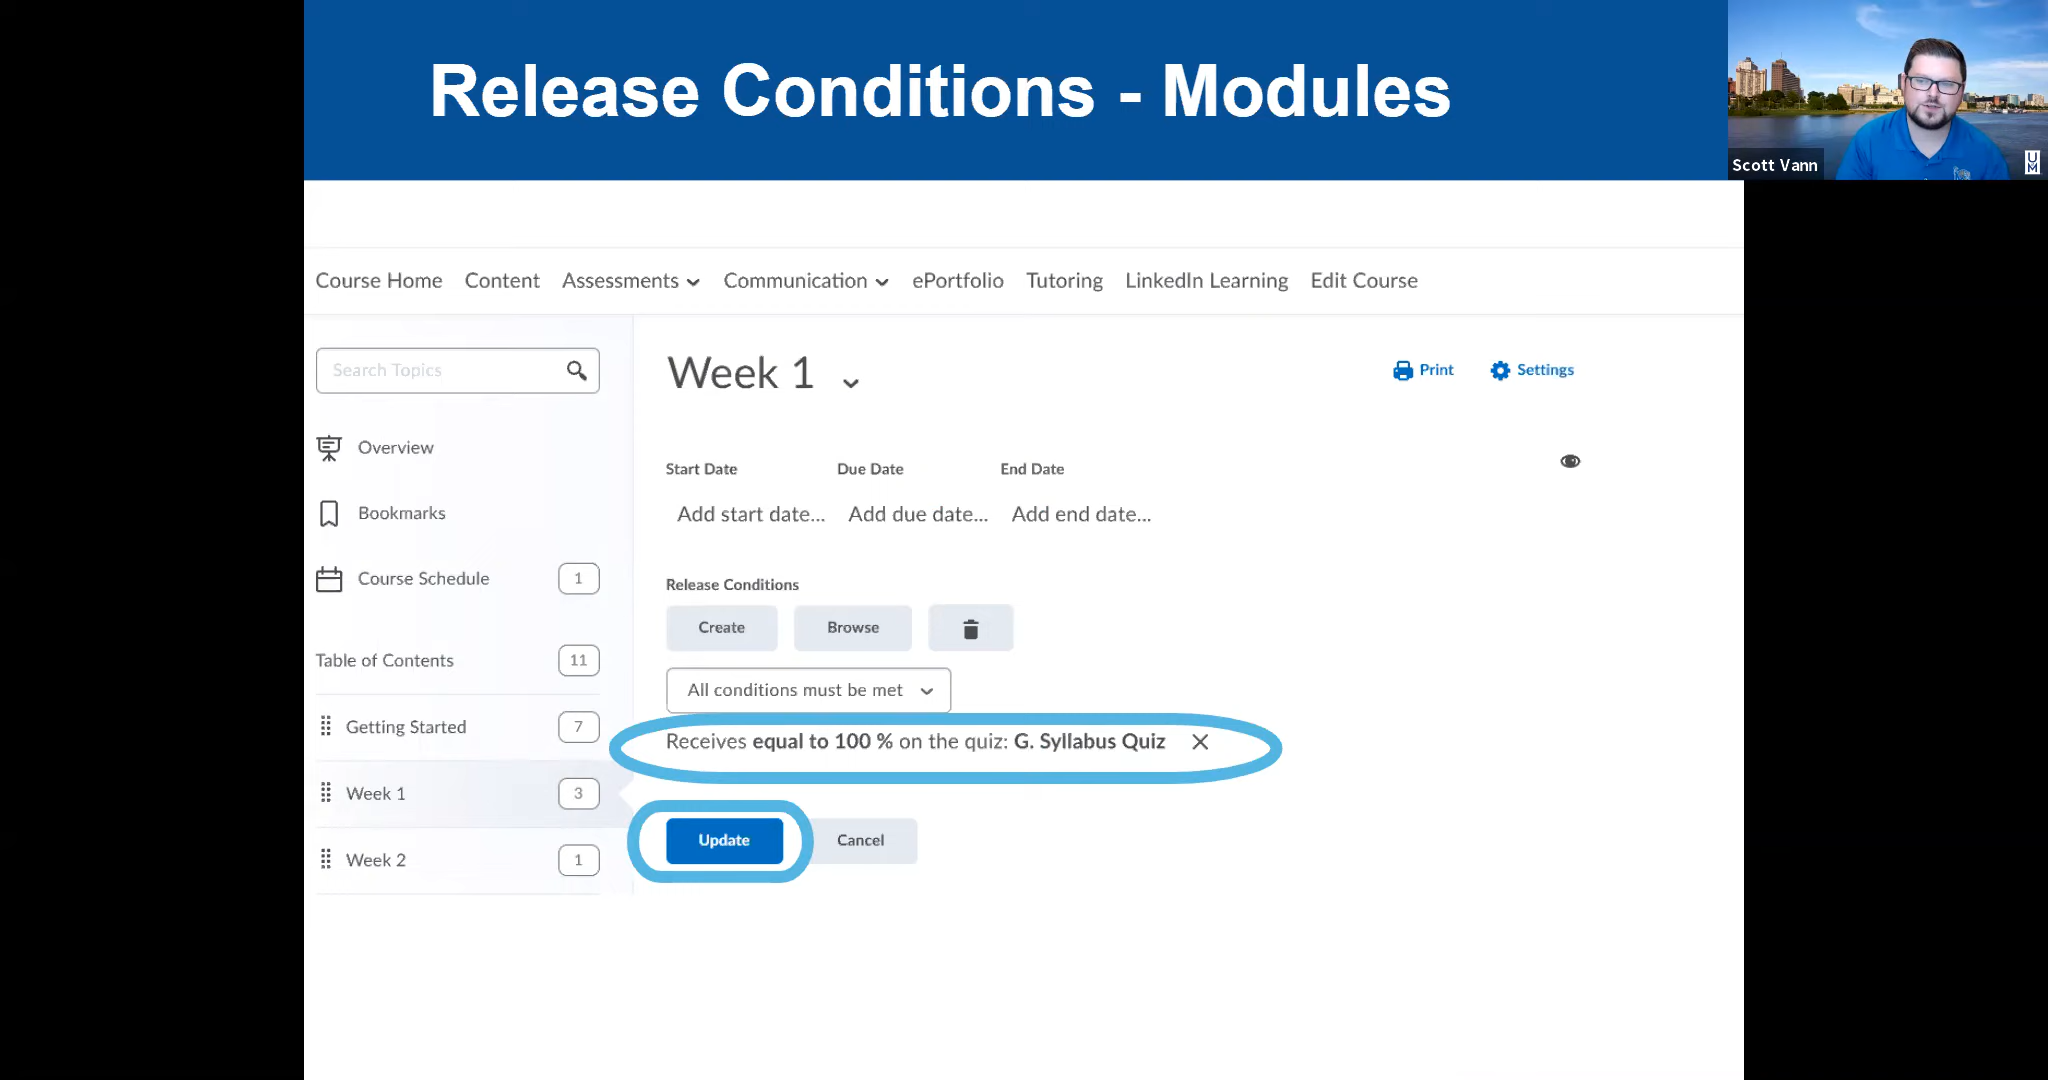 Release Conditions - Modules
Scott Vann
Course Home Content Assessments Communication ePortfolio Tutoring LinkedIn Learning Edit Course
Search Topics
Week 1
Print Settings
Overview
Start Date Due Date End Date
Bookmarks
Add start date... Add due date... Add end date...
Course Schedule 1
Release Conditions
Create Browse
Table of Contents 11
All conditions must be met
Getting Started 7
Receives equal to 100 % on the quiz: G. Syllabus Quiz
Week 1 3
Update Cancel
Week 2 1